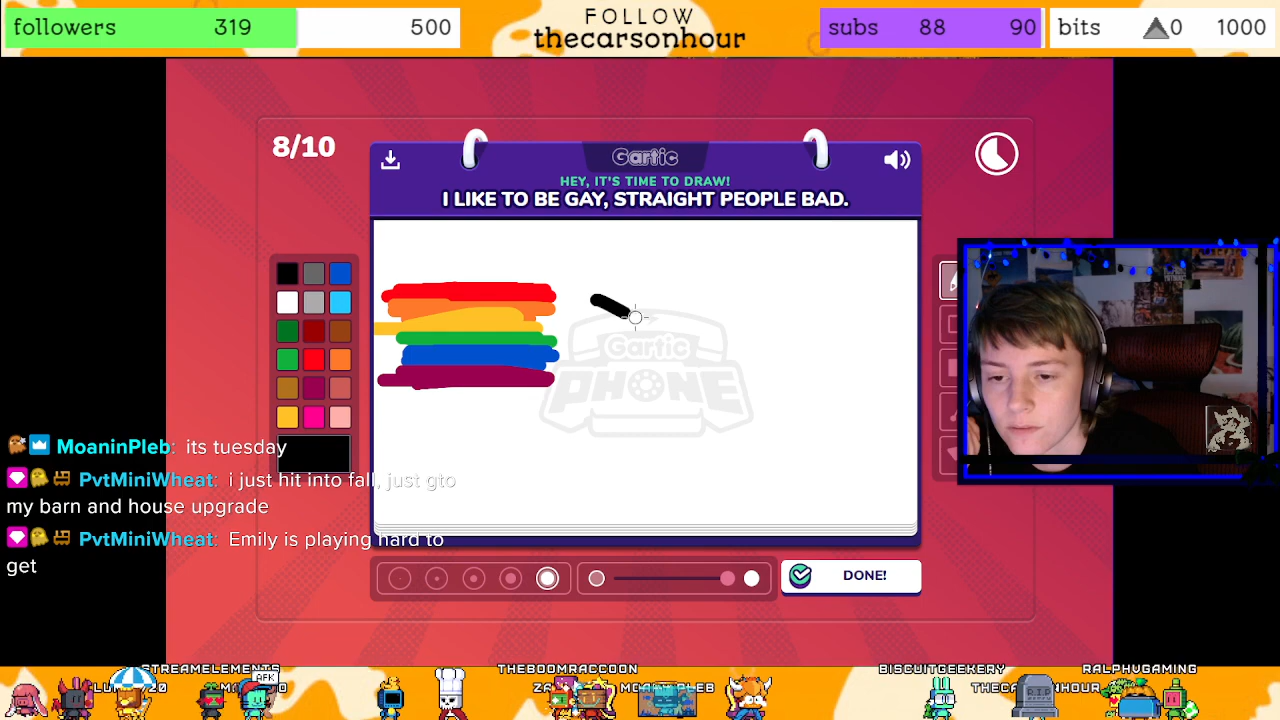 followers 319 500
FOLLOW
thecarsonhour
subs 88 90
bits 0 1000
8/10
Gartic
HEY, IT'S TIME TO DRAW!
I LIKE TO BE GAY, STRAIGHT PEOPLE BAD.
Gartic
PHONE
MoaninPleb: its tuesday
PvtMiniWheat: i just hit into fall, just gto
my barn and house upgrade
PvtMiniWheat: Emily is playing hard to
get
DONE!
STREAMELEMENTS
THEBOOMRACCOON
BISCUITGEEKERY
RALPHVGAMING
AFK
R.I.P